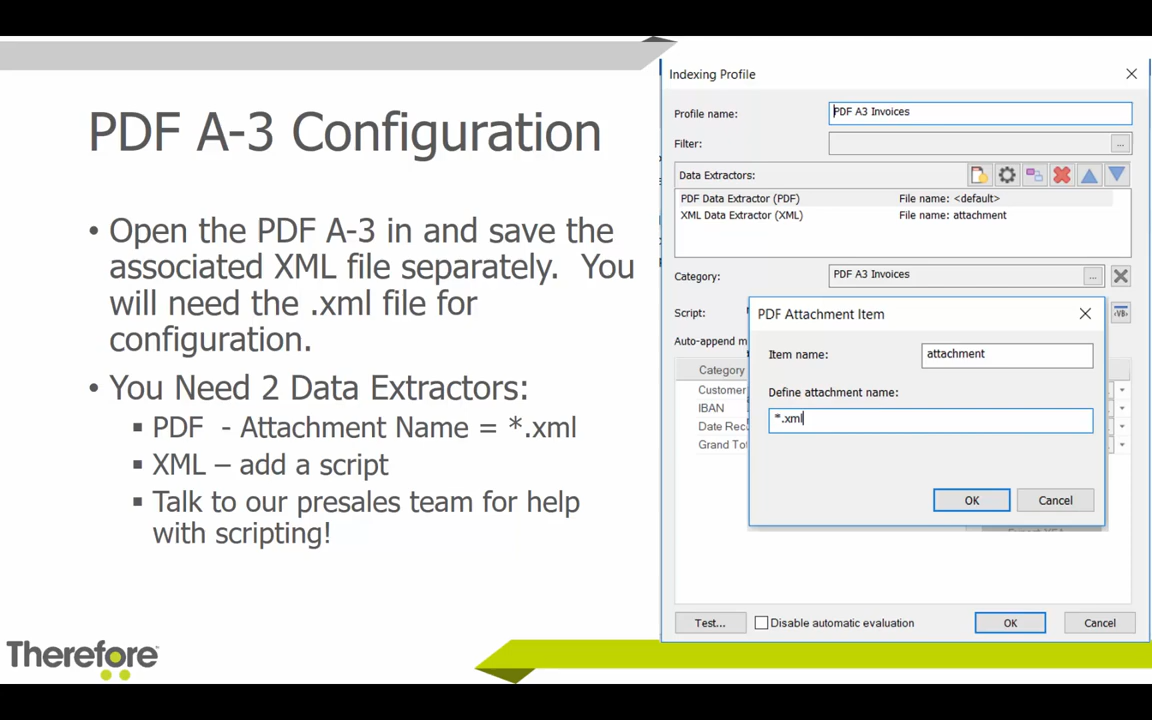 PDF A-3 Configuration
• Open the PDF A-3 in and save the
associated XML file separately.  You
will need the .xml file for
configuration.
• You Need 2 Data Extractors:
▪ PDF  - Attachment Name = *.xml
▪ XML – add a script
▪ Talk to our presales team for help
with scripting!
Therefore
Indexing Profile
Profile name: PDF A3 Invoices
Filter: ...
Data Extractors:
PDF Data Extractor (PDF) File name: <default>
XML Data Extractor (XML) File name: attachment
Category: PDF A3 Invoices ...
Script:
Auto-append m
Category
Customer
IBAN
Date Rec
Grand To
PDF Attachment Item
Item name: attachment
Define attachment name:
*.xml
OK Cancel
Test... Disable automatic evaluation OK Cancel